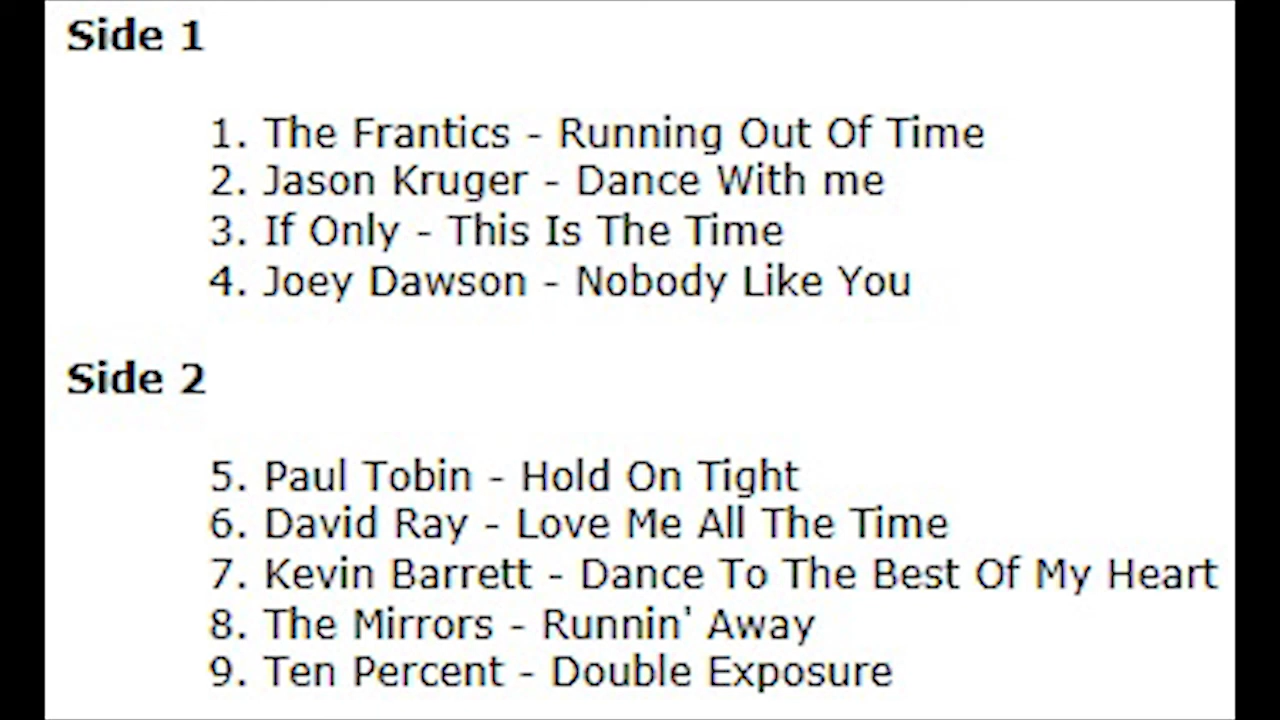 Side 1
1. The Frantics - Running Out Of Time
2. Jason Kruger - Dance With me
3. If Only - This Is The Time
4. Joey Dawson - Nobody Like You
Side 2
5. Paul Tobin - Hold On Tight
6. David Ray - Love Me All The Time
7. Kevin Barrett - Dance To The Best Of My Heart
8. The Mirrors - Runnin' Away
9. Ten Percent - Double Exposure